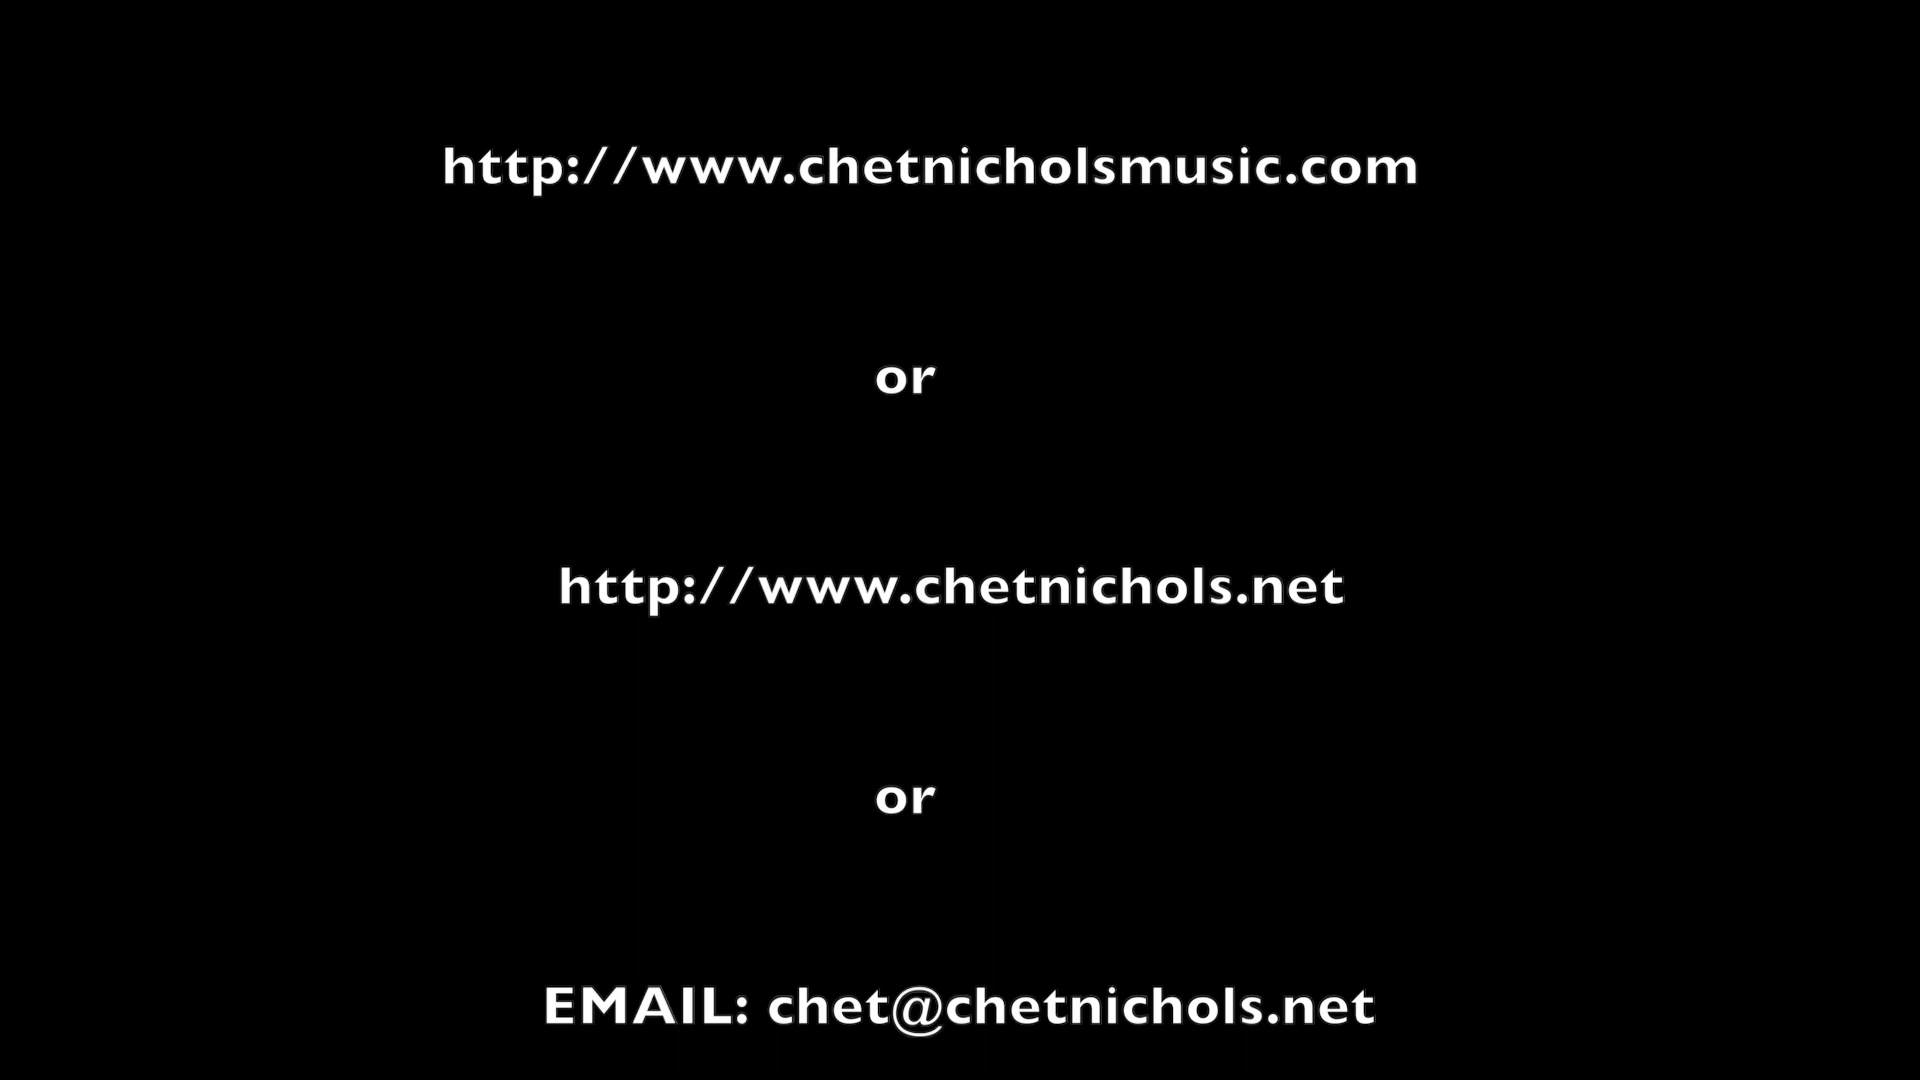 http://www.chetnicholsmusic.com
or
http://www.chetnichols.net
or
EMAIL: chet@chetnichols.net